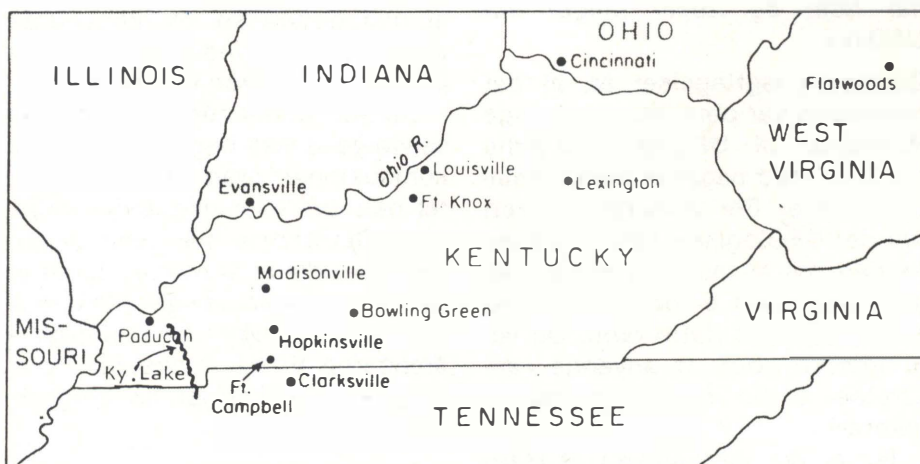 OHIO
ILLINOIS
INDIANA
Cincinnati
Flatwoods
WEST
VIRGINIA
Ohio R.
Louisville
Lexington
Evansville
Ft. Knox
KENTUCKY
Madisonville
Bowling Green
VIRGINIA
MIS-
SOURI
Paducah
Hopkinsville
Ky. Lake
Ft.
Campbell
Clarksville
TENNESSEE